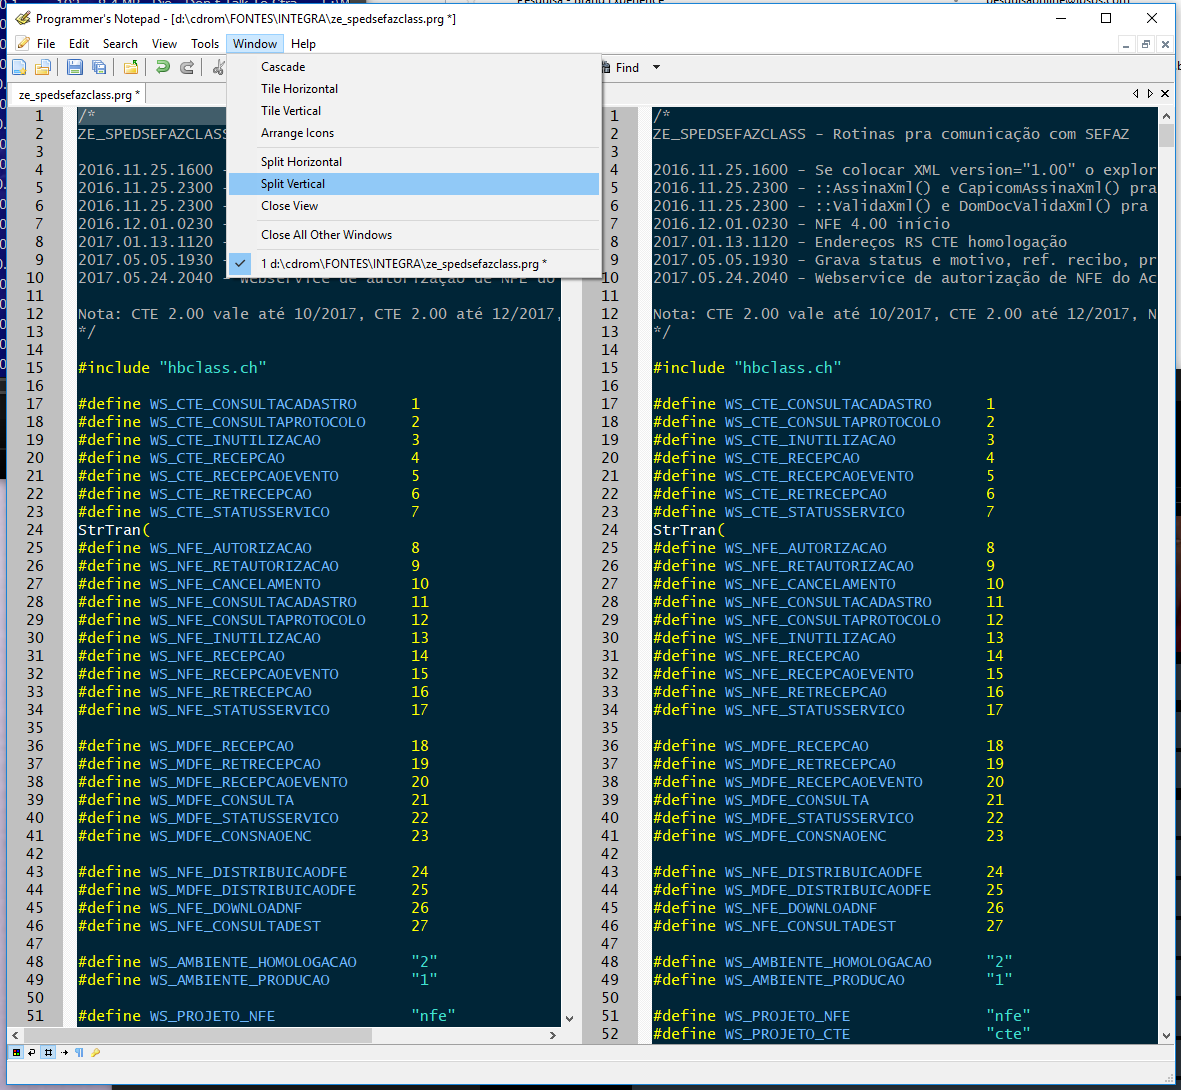 Programmer's Notepad - [d:\cdrom\FONTES\INTEGRA\ze_spedsefazclass.prg *]
File Edit Search View Tools Window Help
Find
ze_spedsefazclass.prg *
Cascade
Tile Horizontal
Tile Vertical
Arrange Icons
Split Horizontal
Split Vertical
Close View
Close All Other Windows
1 d:\cdrom\FONTES\INTEGRA\ze_spedsefazclass.prg *
1 /*
2 ZE_SPEDSEFAZCLASS
3
4 2016.11.25.1600 -
5 2016.11.25.2300 -
6 2016.11.25.2300 -
7 2016.12.01.0230 -
8 2017.01.13.1120 -
9 2017.05.05.1930 -
10 2017.05.24.2040 - Webservice de autorização de NFE do
11
12 Nota: CTE 2.00 vale até 10/2017, CTE 2.00 até 12/2017,
13 */
14
15 #include "hbclass.ch"
16
17 #define WS_CTE_CONSULTACADASTRO 1
18 #define WS_CTE_CONSULTAPROTOCOLO 2
19 #define WS_CTE_INUTILIZACAO 3
20 #define WS_CTE_RECEPCAO 4
21 #define WS_CTE_RECEPCAOEVENTO 5
22 #define WS_CTE_RETRECEPCAO 6
23 #define WS_CTE_STATUSSERVICO 7
24 StrTran(
25 #define WS_NFE_AUTORIZACAO 8
26 #define WS_NFE_RETAUTORIZACAO 9
27 #define WS_NFE_CANCELAMENTO 10
28 #define WS_NFE_CONSULTACADASTRO 11
29 #define WS_NFE_CONSULTAPROTOCOLO 12
30 #define WS_NFE_INUTILIZACAO 13
31 #define WS_NFE_RECEPCAO 14
32 #define WS_NFE_RECEPCAOEVENTO 15
33 #define WS_NFE_RETRECEPCAO 16
34 #define WS_NFE_STATUSSERVICO 17
35
36 #define WS_MDFE_RECEPCAO 18
37 #define WS_MDFE_RETRECEPCAO 19
38 #define WS_MDFE_RECEPCAOEVENTO 20
39 #define WS_MDFE_CONSULTA 21
40 #define WS_MDFE_STATUSSERVICO 22
41 #define WS_MDFE_CONSNAOENC 23
42
43 #define WS_NFE_DISTRIBUICAODFE 24
44 #define WS_MDFE_DISTRIBUICAODFE 25
45 #define WS_NFE_DOWNLOADNF 26
46 #define WS_NFE_CONSULTADEST 27
47
48 #define WS_AMBIENTE_HOMOLOGACAO "2"
49 #define WS_AMBIENTE_PRODUCAO "1"
50
51 #define WS_PROJETO_NFE "nfe"
1 /*
2 ZE_SPEDSEFAZCLASS - Rotinas pra comunicação com SEFAZ
3
4 2016.11.25.1600 - Se colocar XML version="1.00" o explor
5 2016.11.25.2300 - ::AssinaXml() e CapicomAssinaXml() pra
6 2016.11.25.2300 - ::ValidaXml() e DomDocValidaXml() pra
7 2016.12.01.0230 - NFE 4.00 início
8 2017.01.13.1120 - Endereços RS CTE homologação
9 2017.05.05.1930 - Grava status e motivo, ref. recibo, pr
10 2017.05.24.2040 - Webservice de autorização de NFE do Ac
11
12 Nota: CTE 2.00 vale até 10/2017, CTE 2.00 até 12/2017, N
13 */
14
15 #include "hbclass.ch"
16
17 #define WS_CTE_CONSULTACADASTRO 1
18 #define WS_CTE_CONSULTAPROTOCOLO 2
19 #define WS_CTE_INUTILIZACAO 3
20 #define WS_CTE_RECEPCAO 4
21 #define WS_CTE_RECEPCAOEVENTO 5
22 #define WS_CTE_RETRECEPCAO 6
23 #define WS_CTE_STATUSSERVICO 7
24 StrTran(
25 #define WS_NFE_AUTORIZACAO 8
26 #define WS_NFE_RETAUTORIZACAO 9
27 #define WS_NFE_CANCELAMENTO 10
28 #define WS_NFE_CONSULTACADASTRO 11
29 #define WS_NFE_CONSULTAPROTOCOLO 12
30 #define WS_NFE_INUTILIZACAO 13
31 #define WS_NFE_RECEPCAO 14
32 #define WS_NFE_RECEPCAOEVENTO 15
33 #define WS_NFE_RETRECEPCAO 16
34 #define WS_NFE_STATUSSERVICO 17
35
36 #define WS_MDFE_RECEPCAO 18
37 #define WS_MDFE_RETRECEPCAO 19
38 #define WS_MDFE_RECEPCAOEVENTO 20
39 #define WS_MDFE_CONSULTA 21
40 #define WS_MDFE_STATUSSERVICO 22
41 #define WS_MDFE_CONSNAOENC 23
42
43 #define WS_NFE_DISTRIBUICAODFE 24
44 #define WS_MDFE_DISTRIBUICAODFE 25
45 #define WS_NFE_DOWNLOADNF 26
46 #define WS_NFE_CONSULTADEST 27
47
48 #define WS_AMBIENTE_HOMOLOGACAO "2"
49 #define WS_AMBIENTE_PRODUCAO "1"
50
51 #define WS_PROJETO_NFE "nfe"
52 #define WS_PROJETO_CTE "cte"